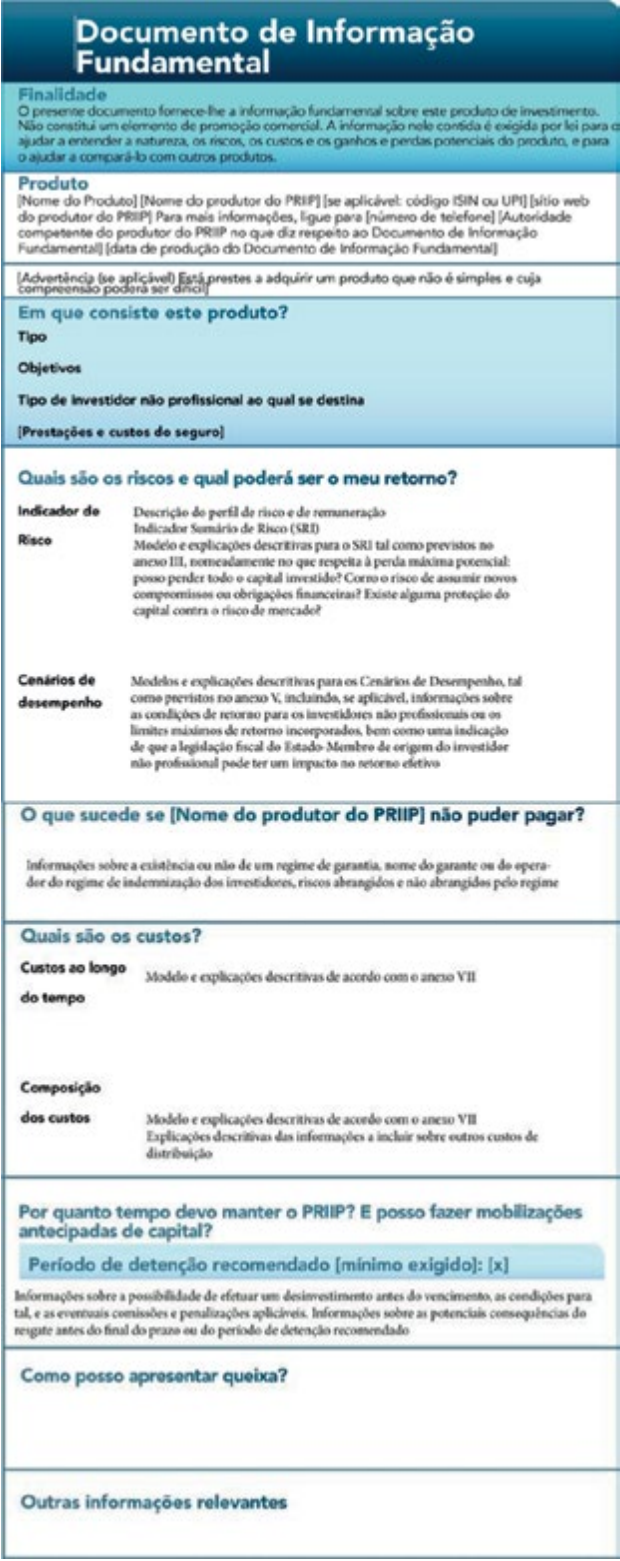 Documento de Informação
Fundamental
Finalidade
O presente documento fornece-lhe a informação fundamental sobre este produto de investimento.
Não constitui um elemento de promoção comercial. A informação nele contida é exigida por lei para o
ajudar a entender a natureza, os riscos, os custos e os ganhos e perdas potenciais do produto, e para
o ajudar a compará-lo com outros produtos.
Produto
[Nome do Produto] [Nome do produtor do PRIIP] [se aplicável: código ISIN ou UPI] [sítio web
do produtor do PRIIP] Para mais informações, ligue para [número de telefone] [Autoridade
competente do produtor do PRIIP no que diz respeito ao Documento de Informação
Fundamental] [data de produção do Documento de Informação Fundamental]
[Advertência (se aplicável) Está prestes a adquirir um produto que não é simples e cuja
compreensão poderá ser difícil]
Em que consiste este produto?
Tipo
Objetivos
Tipo de investidor não profissional ao qual se destina
[Prestações e custos do seguro]
Quais são os riscos e qual poderá ser o meu retorno?
Indicador de
Risco
Descrição do perfil de risco e de remuneração
Indicador Sumário de Risco (SRI)
Modelo e explicações descritivas para o SRI tal como previstos no
anexo III, nomeadamente no que respeita à perda máxima potencial:
posso perder todo o capital investido? Corro o risco de assumir novos
compromissos ou obrigações financeiras? Existe alguma proteção do
capital contra o risco de mercado?
Cenários de
desempenho
Modelos e explicações descritivas para os Cenários de Desempenho, tal
como previstos no anexo V, incluindo, se aplicável, informações sobre
as condições de retorno para os investidores não profissionais ou os
limites máximos de retorno incorporados, bem como uma indicação
de que a legislação fiscal do Estado-Membro de origem do investidor
não profissional pode ter um impacto no retorno efetivo
O que sucede se [Nome do produtor do PRIIP] não puder pagar?
Informações sobre a existência ou não de um regime de garantia, nome do garante ou do opera-
dor do regime de indemnização dos investidores, riscos abrangidos e não abrangidos pelo regime
Quais são os custos?
Custos ao longo
do tempo
Modelo e explicações descritivas de acordo com o anexo VII
Composição
dos custos
Modelo e explicações descritivas de acordo com o anexo VII
Explicações descritivas das informações a incluir sobre outros custos de
distribuição
Por quanto tempo devo manter o PRIIP? E posso fazer mobilizações
antecipadas de capital?
Período de detenção recomendado [mínimo exigido]: [x]
Informações sobre a possibilidade de efetuar um desinvestimento antes do vencimento, as condições para
tal, e as eventuais comissões e penalizações aplicáveis. Informações sobre as potenciais consequências do
resgate antes do final do prazo ou do período de detenção recomendado
Como posso apresentar queixa?
Outras informações relevantes